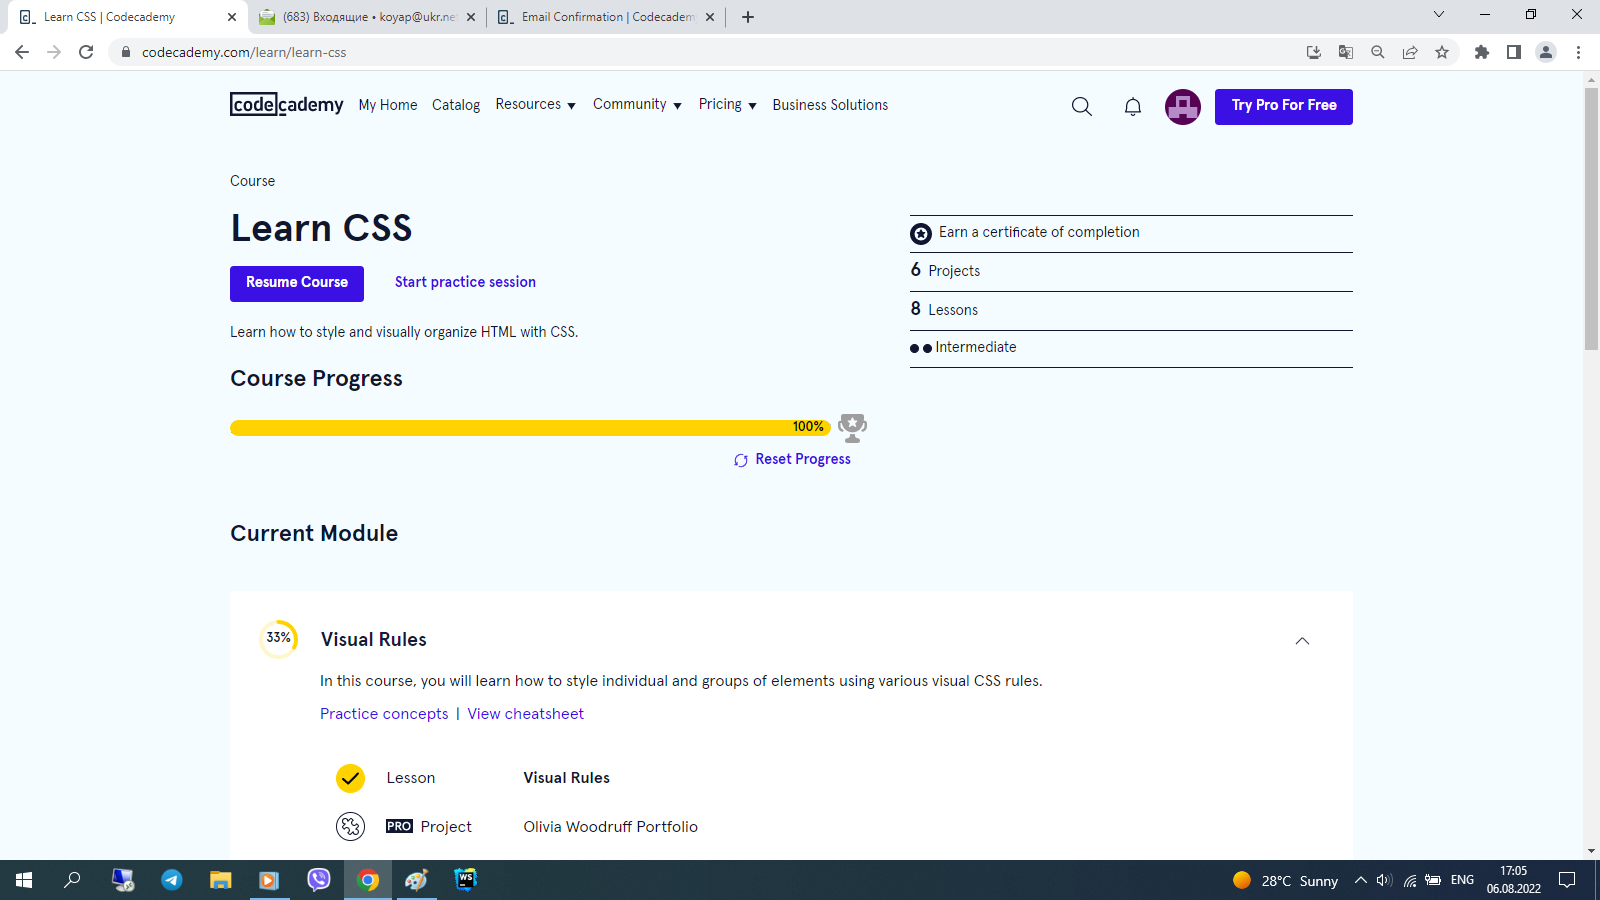 Learn CSS | Codecademy
(683) Входящие • koyap@ukr.ne
Email Confirmation | Codecadem
codecademy.com/learn/learn-css
codecademy
My Home
Catalog
Resources
Community
Pricing
Business Solutions
Try Pro For Free
Course
Learn CSS
Resume Course
Start practice session
Learn how to style and visually organize HTML with CSS.
Earn a certificate of completion
6 Projects
8 Lessons
Intermediate
Course Progress
100%
Reset Progress
Current Module
33%
Visual Rules
In this course, you will learn how to style individual and groups of elements using various visual CSS rules.
Practice concepts | View cheatsheet
Lesson
Visual Rules
PRO Project
Olivia Woodruff Portfolio
WS
28°C Sunny
ENG
17:05
06.08.2022